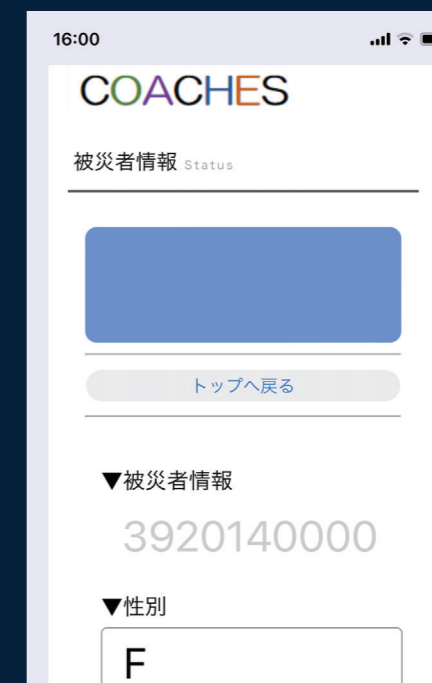 16:00
COACHES
被災者情報 Status
トップへ戻る
▼被災者情報
3920140000
▼性別
F